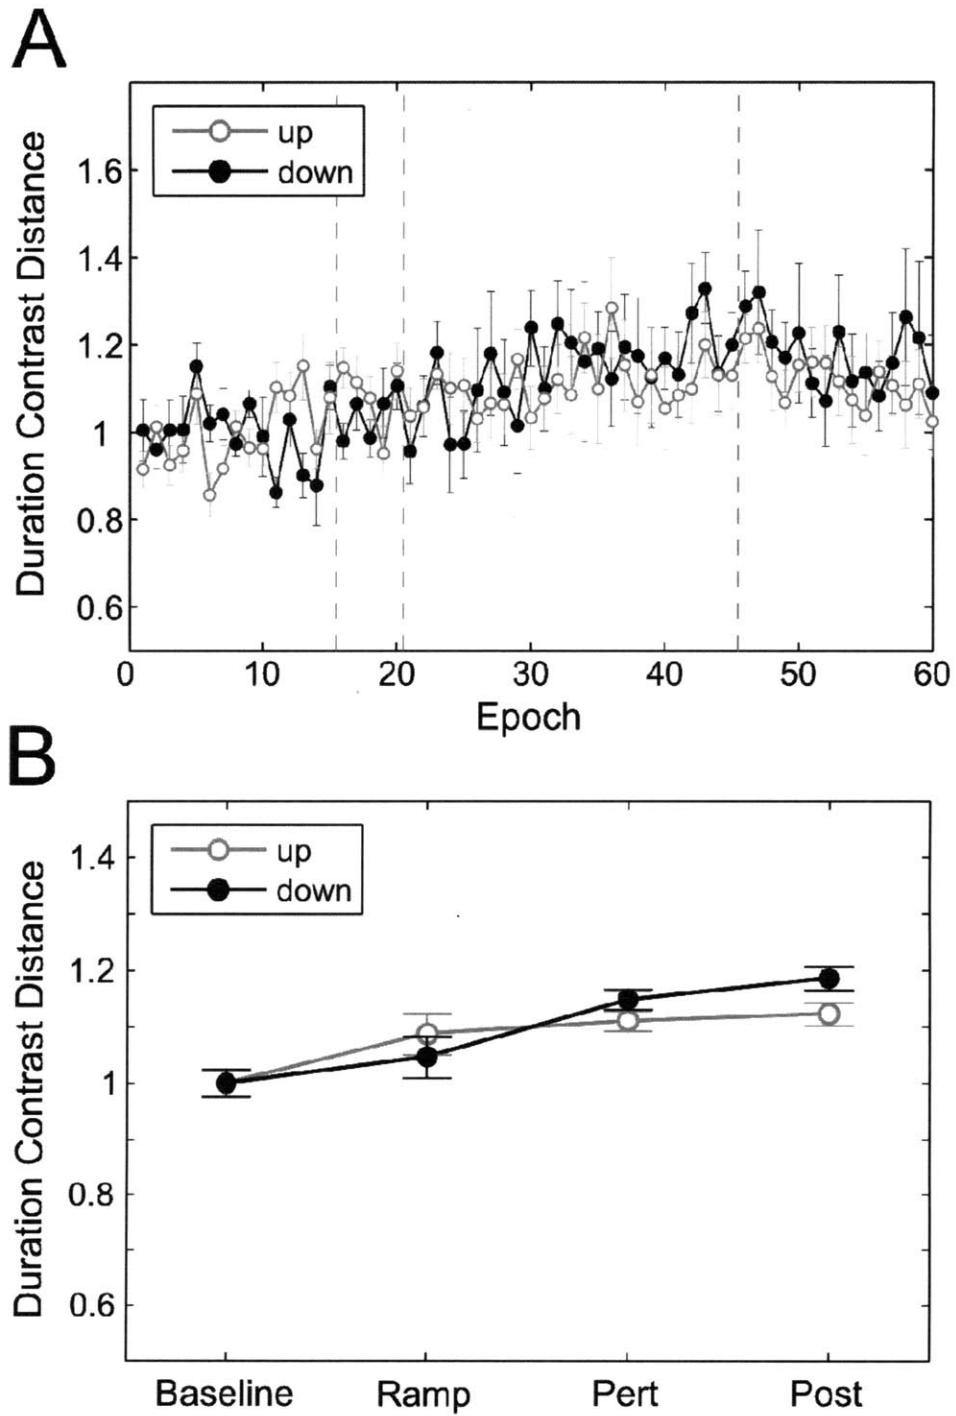 A
up
down
Duration Contrast Distance
1.6
1.4
1.2
1
0.8
0.6
0 10 20 30 40 50 60
Epoch
B
up
down
Duration Contrast Distance
1.4
1.2
1
0.8
0.6
Baseline Ramp Pert Post